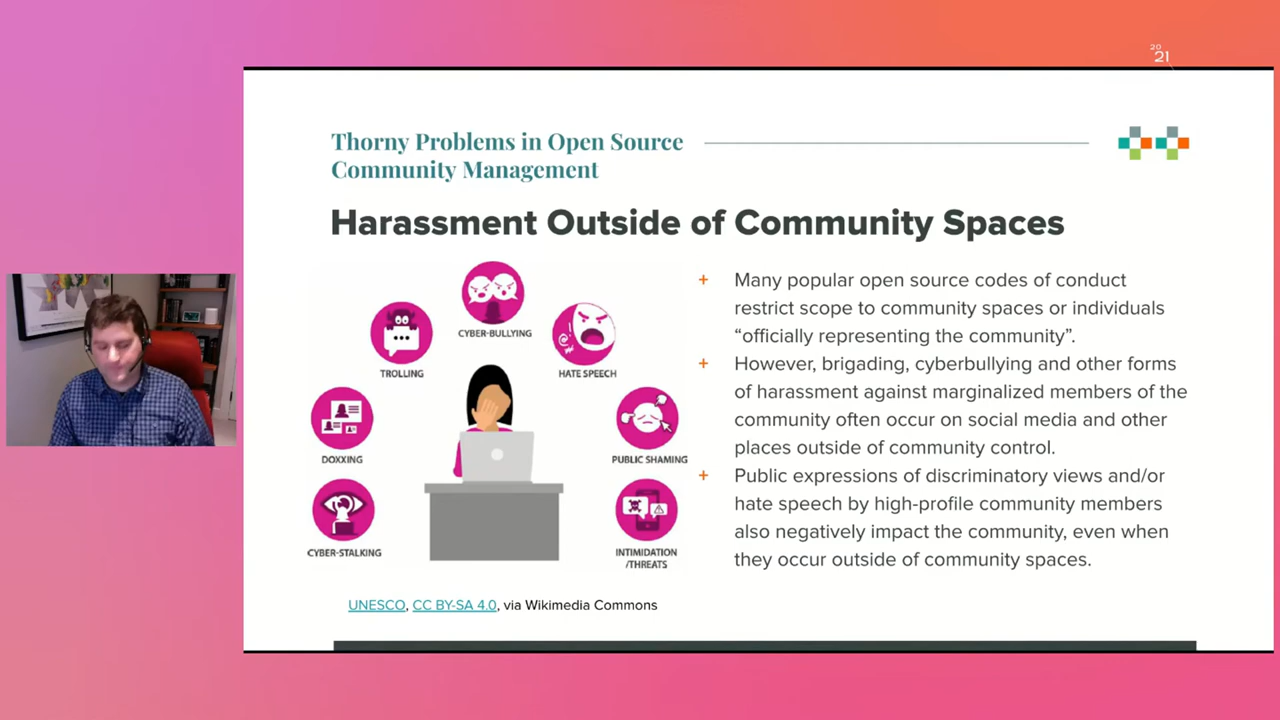 20
21
Thorny Problems in Open Source
Community Management
Harassment Outside of Community Spaces
CYBER-BULLYING
TROLLING
HATE SPEECH
DOXXING
PUBLIC SHAMING
CYBER-STALKING
INTIMIDATION
/THREATS
UNESCO, CC BY-SA 4.0, via Wikimedia Commons
+ Many popular open source codes of conduct
restrict scope to community spaces or individuals
“officially representing the community”.
+ However, brigading, cyberbullying and other forms
of harassment against marginalized members of the
community often occur on social media and other
places outside of community control.
+ Public expressions of discriminatory views and/or
hate speech by high-profile community members
also negatively impact the community, even when
they occur outside of community spaces.